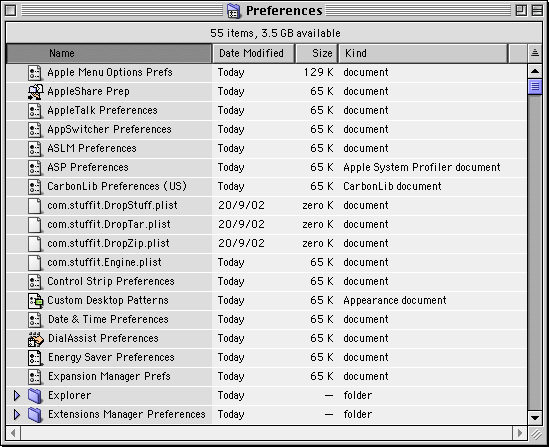 Preferences
55 items, 3.5 GB available
Name Date Modified Size Kind
Apple Menu Options Prefs Today 129 K document
AppleShare Prep Today 65 K document
AppleTalk Preferences Today 65 K document
AppSwitcher Preferences Today 65 K document
ASLM Preferences Today 65 K document
ASP Preferences Today 65 K Apple System Profiler document
CarbonLib Preferences (US) Today 65 K CarbonLib document
com.stuffit.DropStuff.plist 20/9/02 zero K document
com.stuffit.DropTar.plist 20/9/02 zero K document
com.stuffit.DropZip.plist 20/9/02 zero K document
com.stuffit.Engine.plist Today 65 K document
Control Strip Preferences Today 65 K document
Custom Desktop Patterns Today 65 K Appearance document
Date & Time Preferences Today 65 K document
DialAssist Preferences Today 65 K document
Energy Saver Preferences Today 65 K document
Expansion Manager Prefs Today 65 K document
Explorer Today — folder
Extensions Manager Preferences Today — folder